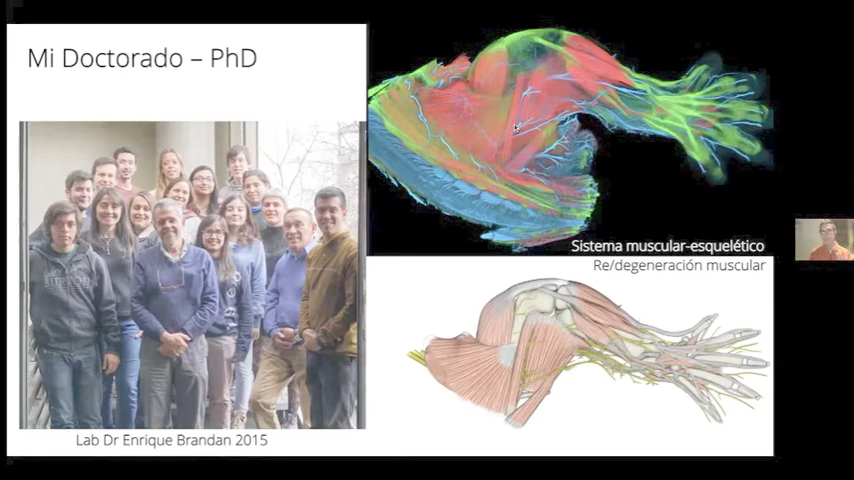 Mi Doctorado – PhD
Sistema muscular-esquelético
Re/degeneración muscular
Lab Dr Enrique Brandan 2015